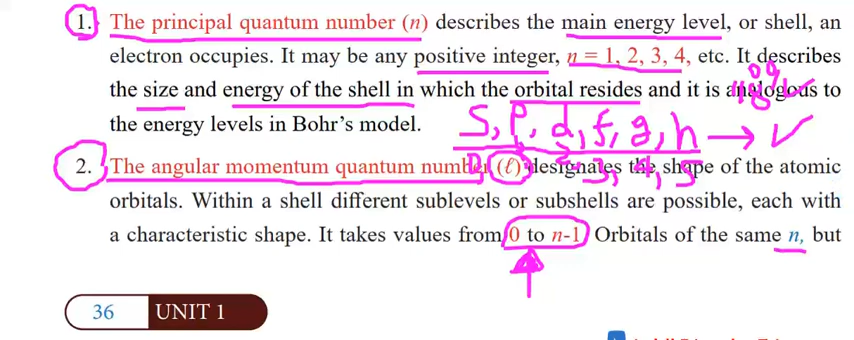 1. The principal quantum number (n) describes the main energy level, or shell, an
electron occupies. It may be any positive integer, n = 1, 2, 3, 4, etc. It describes
the size and energy of the shell in which the orbital resides and it is analogous to
the energy levels in Bohr's model.
s, p, d, f, g, h → ✓
2. The angular momentum quantum number (ℓ) designates the shape of the atomic
orbitals. Within a shell different sublevels or subshells are possible, each with
a characteristic shape. It takes values from 0 to n-1 Orbitals of the same n, but
36 UNIT 1